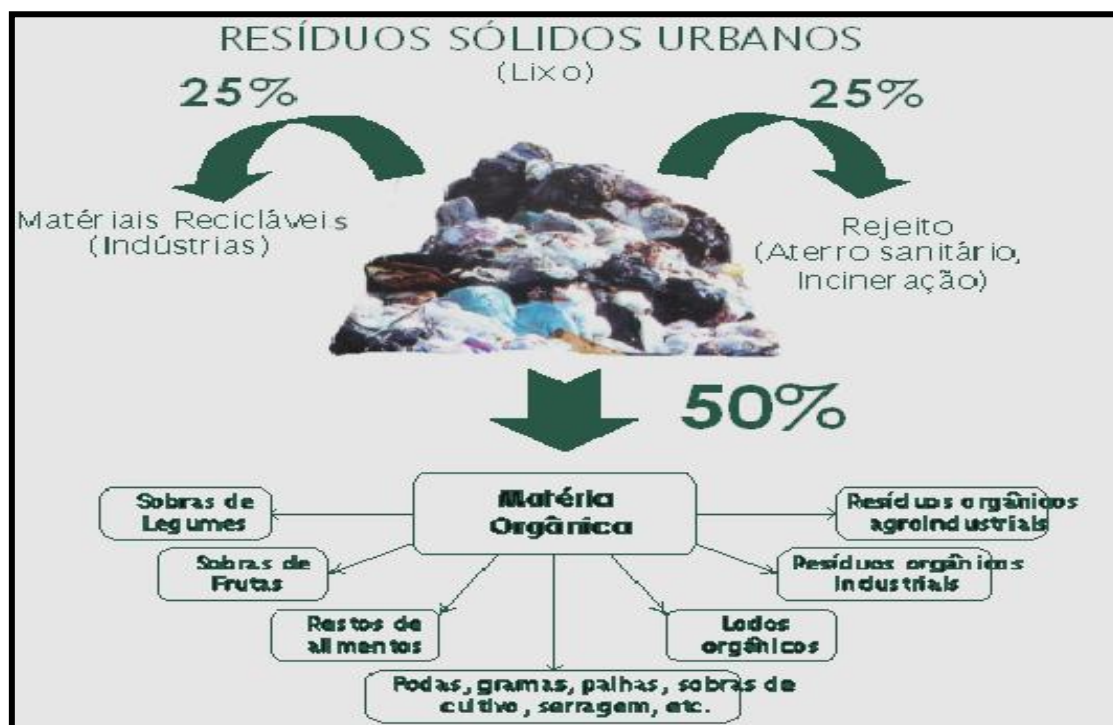 RESÍDUOS SÓLIDOS URBANOS
(Lixo)
25%
25%
Matériais Recicláveis
(Indústrias)
Rejeito
(Aterro sanitário,
Incineração)
50%
Matéria
Orgânica
Sobras de
Legumes
Resíduos orgânicos
agroindustriais
Sobras de
Frutas
Resíduos orgânicos
industriais
Restos de
alimentos
Lodos
orgânicos
Podas, gramas, palhas, sobras de
cultivo, serragem, etc.